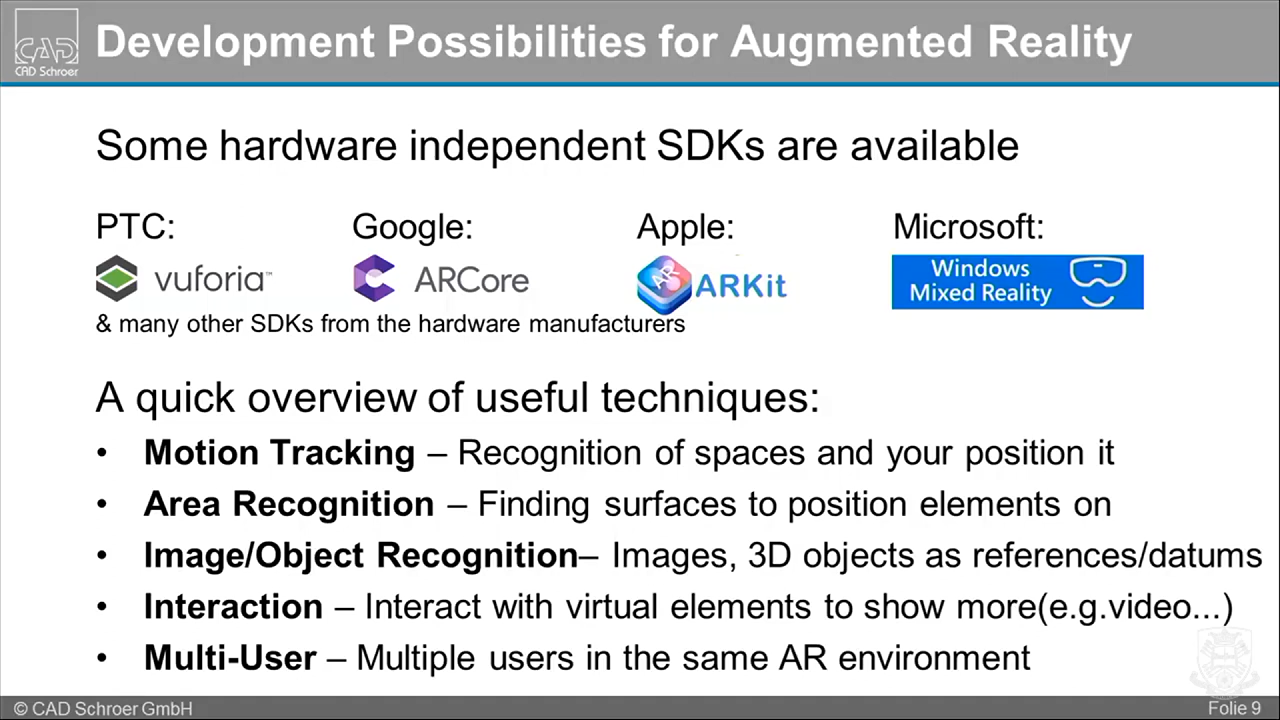 CAD Schroer
Development Possibilities for Augmented Reality
Some hardware independent SDKs are available
PTC: Google: Apple: Microsoft:
vuforia™ ARCore AR ARKit Windows Mixed Reality
& many other SDKs from the hardware manufacturers
A quick overview of useful techniques:
• Motion Tracking – Recognition of spaces and your position it
• Area Recognition – Finding surfaces to position elements on
• Image/Object Recognition– Images, 3D objects as references/datums
• Interaction – Interact with virtual elements to show more(e.g.video...)
• Multi-User – Multiple users in the same AR environment
© CAD Schroer GmbH Folie 9